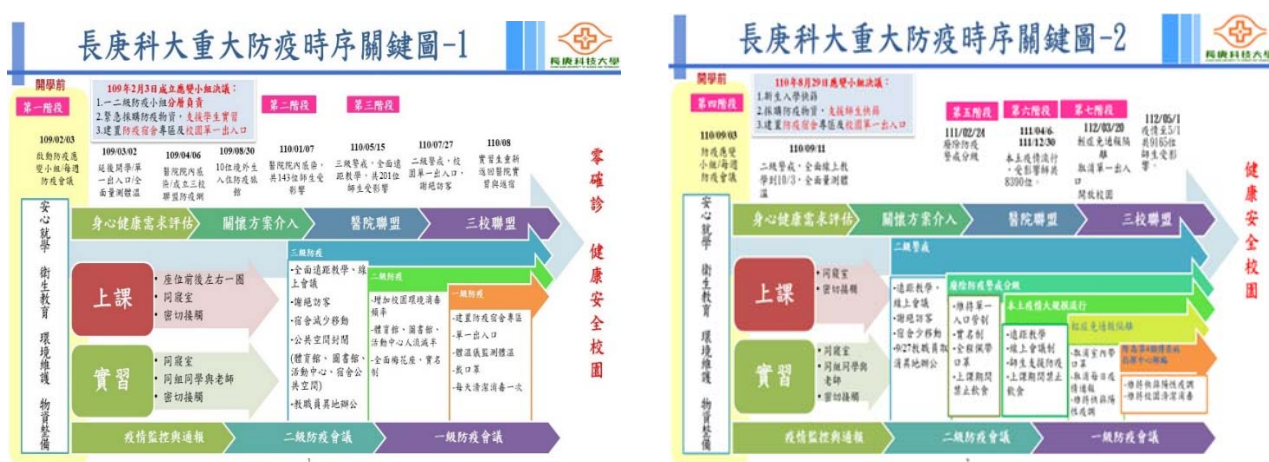 長庚科大重大防疫時序關鍵圖-1
長庚科技大學
開學前
第一階段
109/02/03
啟動防疫應
變小組/每週
防疫會議
109年2月3日成立應變小組決議：
1.一二級防疫小組分層負責
2.緊急採購防疫物資，支援學生實習
3.建置防疫宿舍專區及校園單一出入口
第二階段
第三階段
109/03/02
延後開學/單
一出入口/全
面量測體溫
109/04/06
醫院院內感
染/成立三校
聯盟防疫網
109/08/30
10位境外生
入住防疫旅
館
110/01/07
醫院院內感染，
共143位師生受
影響
110/05/15
三級警戒，全面遠
距教學，共201位
師生受影響
110/07/27
二級警戒，校
園單一出入口，
謝絕訪客
110/08
實習生重新
返回醫院實
習與返宿
零確診 健康安全校園
安心就學 衛生教育 環境維護 物資整備
身心健康需求評估
關懷方案介入
醫院聯盟
三校聯盟
上課
• 座位前後左右一圈
• 同寢室
• 密切接觸
實習
• 同寢室
• 同組同學與老師
• 密切接觸
三級防疫
-全面遠距教學、線
上會議
-謝絕訪客
-宿舍減少移動
-公共空間封閉
(體育館、圖書館、
活動中心、宿舍公
共空間)
-教職員異地辦公
二級防疫
-增加校園環境消毒
頻率
-體育館、圖書館、
活動中心人流減半
-全面梅花座、實名
制
一級防疫
-建置防疫宿舍專區
-單一出入口
-體溫儀監測體溫
-戴口罩
-每天清潔消毒一次
疫情監控與通報
二級防疫會議
一級防疫會議
長庚科大重大防疫時序關鍵圖-2
長庚科技大學
開學前
第四階段
110/09/03
防疫應變
小組/每週
防疫會議
110年8月29日應變小組決議：
1.新生入學快篩
2.採購防疫物資，支援師生快篩
3.建置防疫宿舍專區及校園單一出入口
110/09/11
二級警戒，全面線上教
學到10/3，全面量測體
溫
第五階段
111/02/24
廢除防疫
警戒分級
第六階段
111/04/6-
111/12/30
本土疫情流行，
受影響師共
8390位。
第七階段
112/03/20
輕症免通報隔
離
取消單一出入
口
開放校園
112/05/1
疫情至5/1
共9165位
師生受影
響。
健康安全校園
安心就學 衛生教育 環境維護 物資整備
身心健康需求評估
關懷方案介入
醫院聯盟
三校聯盟
上課
• 同寢室
• 密切接觸
實習
• 同寢室
• 同組同學與
老師
• 密切接觸
二級警戒
-遠距教學、
線上會議
-謝絕訪客
-宿舍少移動
-9/27教職員取
消異地辦公
廢除防疫警戒分級
-維持單一
入口管制
-實名制
-全程佩帶
口罩
-上課期間
禁止飲食
本土疫情大規模流行
-遠距教學
-線上會議制
-師生支援防疫
-上課期間禁止
飲食
輕症免通報隔離
-取消室內帶
口罩
-取消每日疫
情通報
-維持快篩陽
性疫調
-維持快篩陽性疫調
-維持校園清潔消毒
疫情監控與通報
二級防疫會議
一級防疫會議